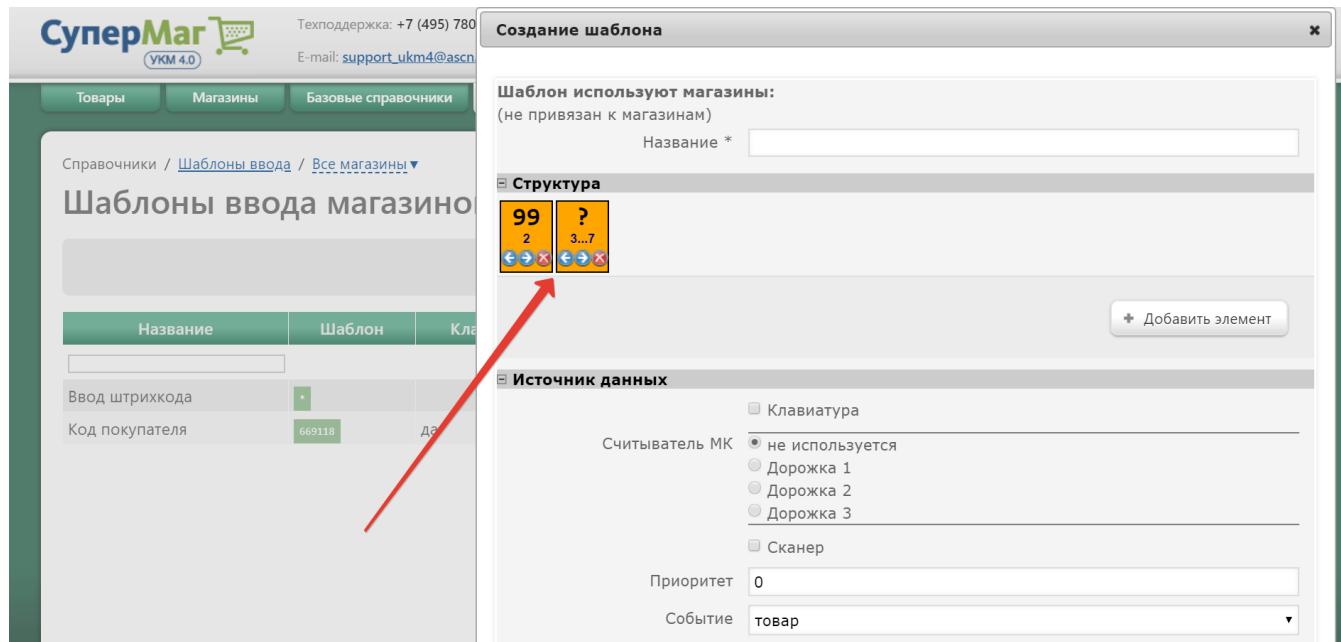 СуперМаг
УКМ 4.0
Техподдержка: +7 (495) 780
E-mail: support_ukm4@ascn
Товары
Магазины
Базовые справочники
Справочники / Шаблоны ввода / Все магазины▼
Шаблоны ввода магазино
Название Шаблон Кла
Ввод штрихкода *
Код покупателя 669118 да
Создание шаблона
Шаблон используют магазины:
(не привязан к магазинам)
Название *
Структура
99 ?
2 3...7
+ Добавить элемент
Источник данных
Клавиатура
Считыватель МК не используется
Дорожка 1
Дорожка 2
Дорожка 3
Сканер
Приоритет 0
Событие товар